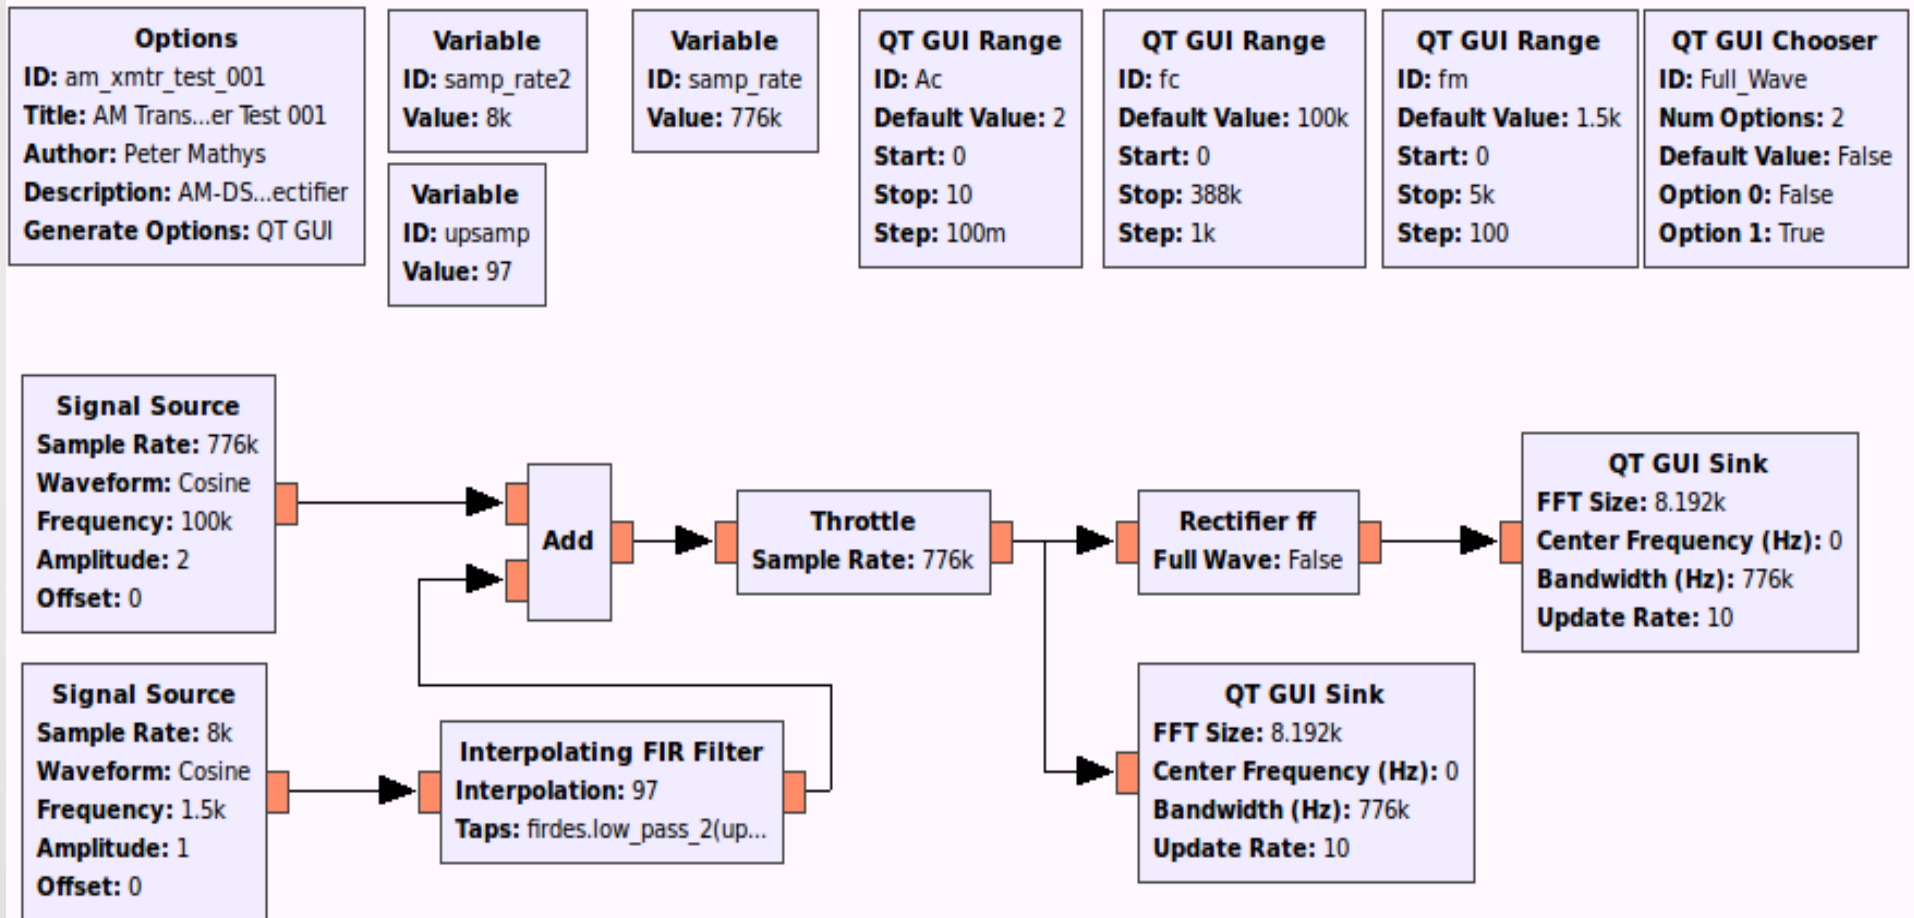 Options
ID: am_xmtr_test_001
Title: AM Trans...er Test 001
Author: Peter Mathys
Description: AM-DS...ectifier
Generate Options: QT GUI
Variable
ID: samp_rate2
Value: 8k
Variable
ID: upsamp
Value: 97
Variable
ID: samp_rate
Value: 776k
QT GUI Range
ID: Ac
Default Value: 2
Start: 0
Stop: 10
Step: 100m
QT GUI Range
ID: fc
Default Value: 100k
Start: 0
Stop: 388k
Step: 1k
QT GUI Range
ID: fm
Default Value: 1.5k
Start: 0
Stop: 5k
Step: 100
QT GUI Chooser
ID: Full_Wave
Num Options: 2
Default Value: False
Option 0: False
Option 1: True
Signal Source
Sample Rate: 776k
Waveform: Cosine
Frequency: 100k
Amplitude: 2
Offset: 0
Add
Throttle
Sample Rate: 776k
Rectifier ff
Full Wave: False
QT GUI Sink
FFT Size: 8.192k
Center Frequency (Hz): 0
Bandwidth (Hz): 776k
Update Rate: 10
Signal Source
Sample Rate: 8k
Waveform: Cosine
Frequency: 1.5k
Amplitude: 1
Offset: 0
Interpolating FIR Filter
Interpolation: 97
Taps: firdes.low_pass_2(up...
QT GUI Sink
FFT Size: 8.192k
Center Frequency (Hz): 0
Bandwidth (Hz): 776k
Update Rate: 10